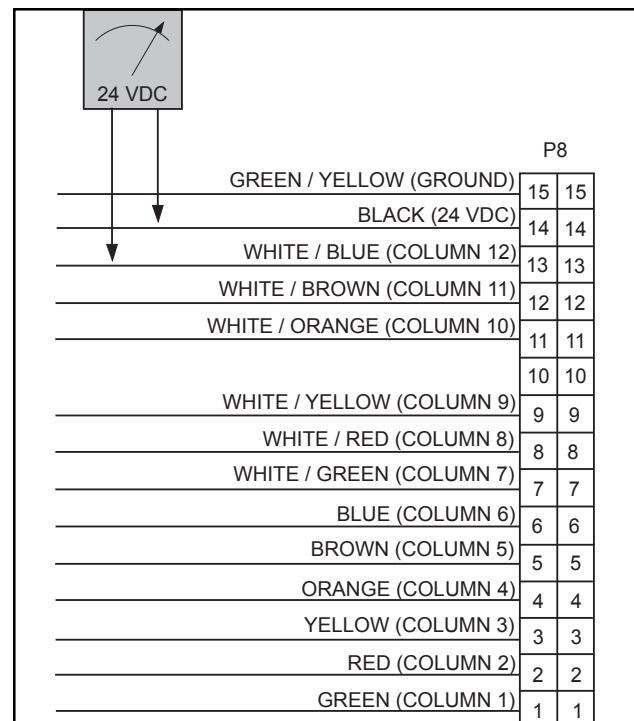 24 VDC
P8
GREEN / YELLOW (GROUND) 15 15
BLACK (24 VDC) 14 14
WHITE / BLUE (COLUMN 12) 13 13
WHITE / BROWN (COLUMN 11) 12 12
WHITE / ORANGE (COLUMN 10) 11 11
10 10
WHITE / YELLOW (COLUMN 9) 9 9
WHITE / RED (COLUMN 8) 8 8
WHITE / GREEN (COLUMN 7) 7 7
BLUE (COLUMN 6) 6 6
BROWN (COLUMN 5) 5 5
ORANGE (COLUMN 4) 4 4
YELLOW (COLUMN 3) 3 3
RED (COLUMN 2) 2 2
GREEN (COLUMN 1) 1 1